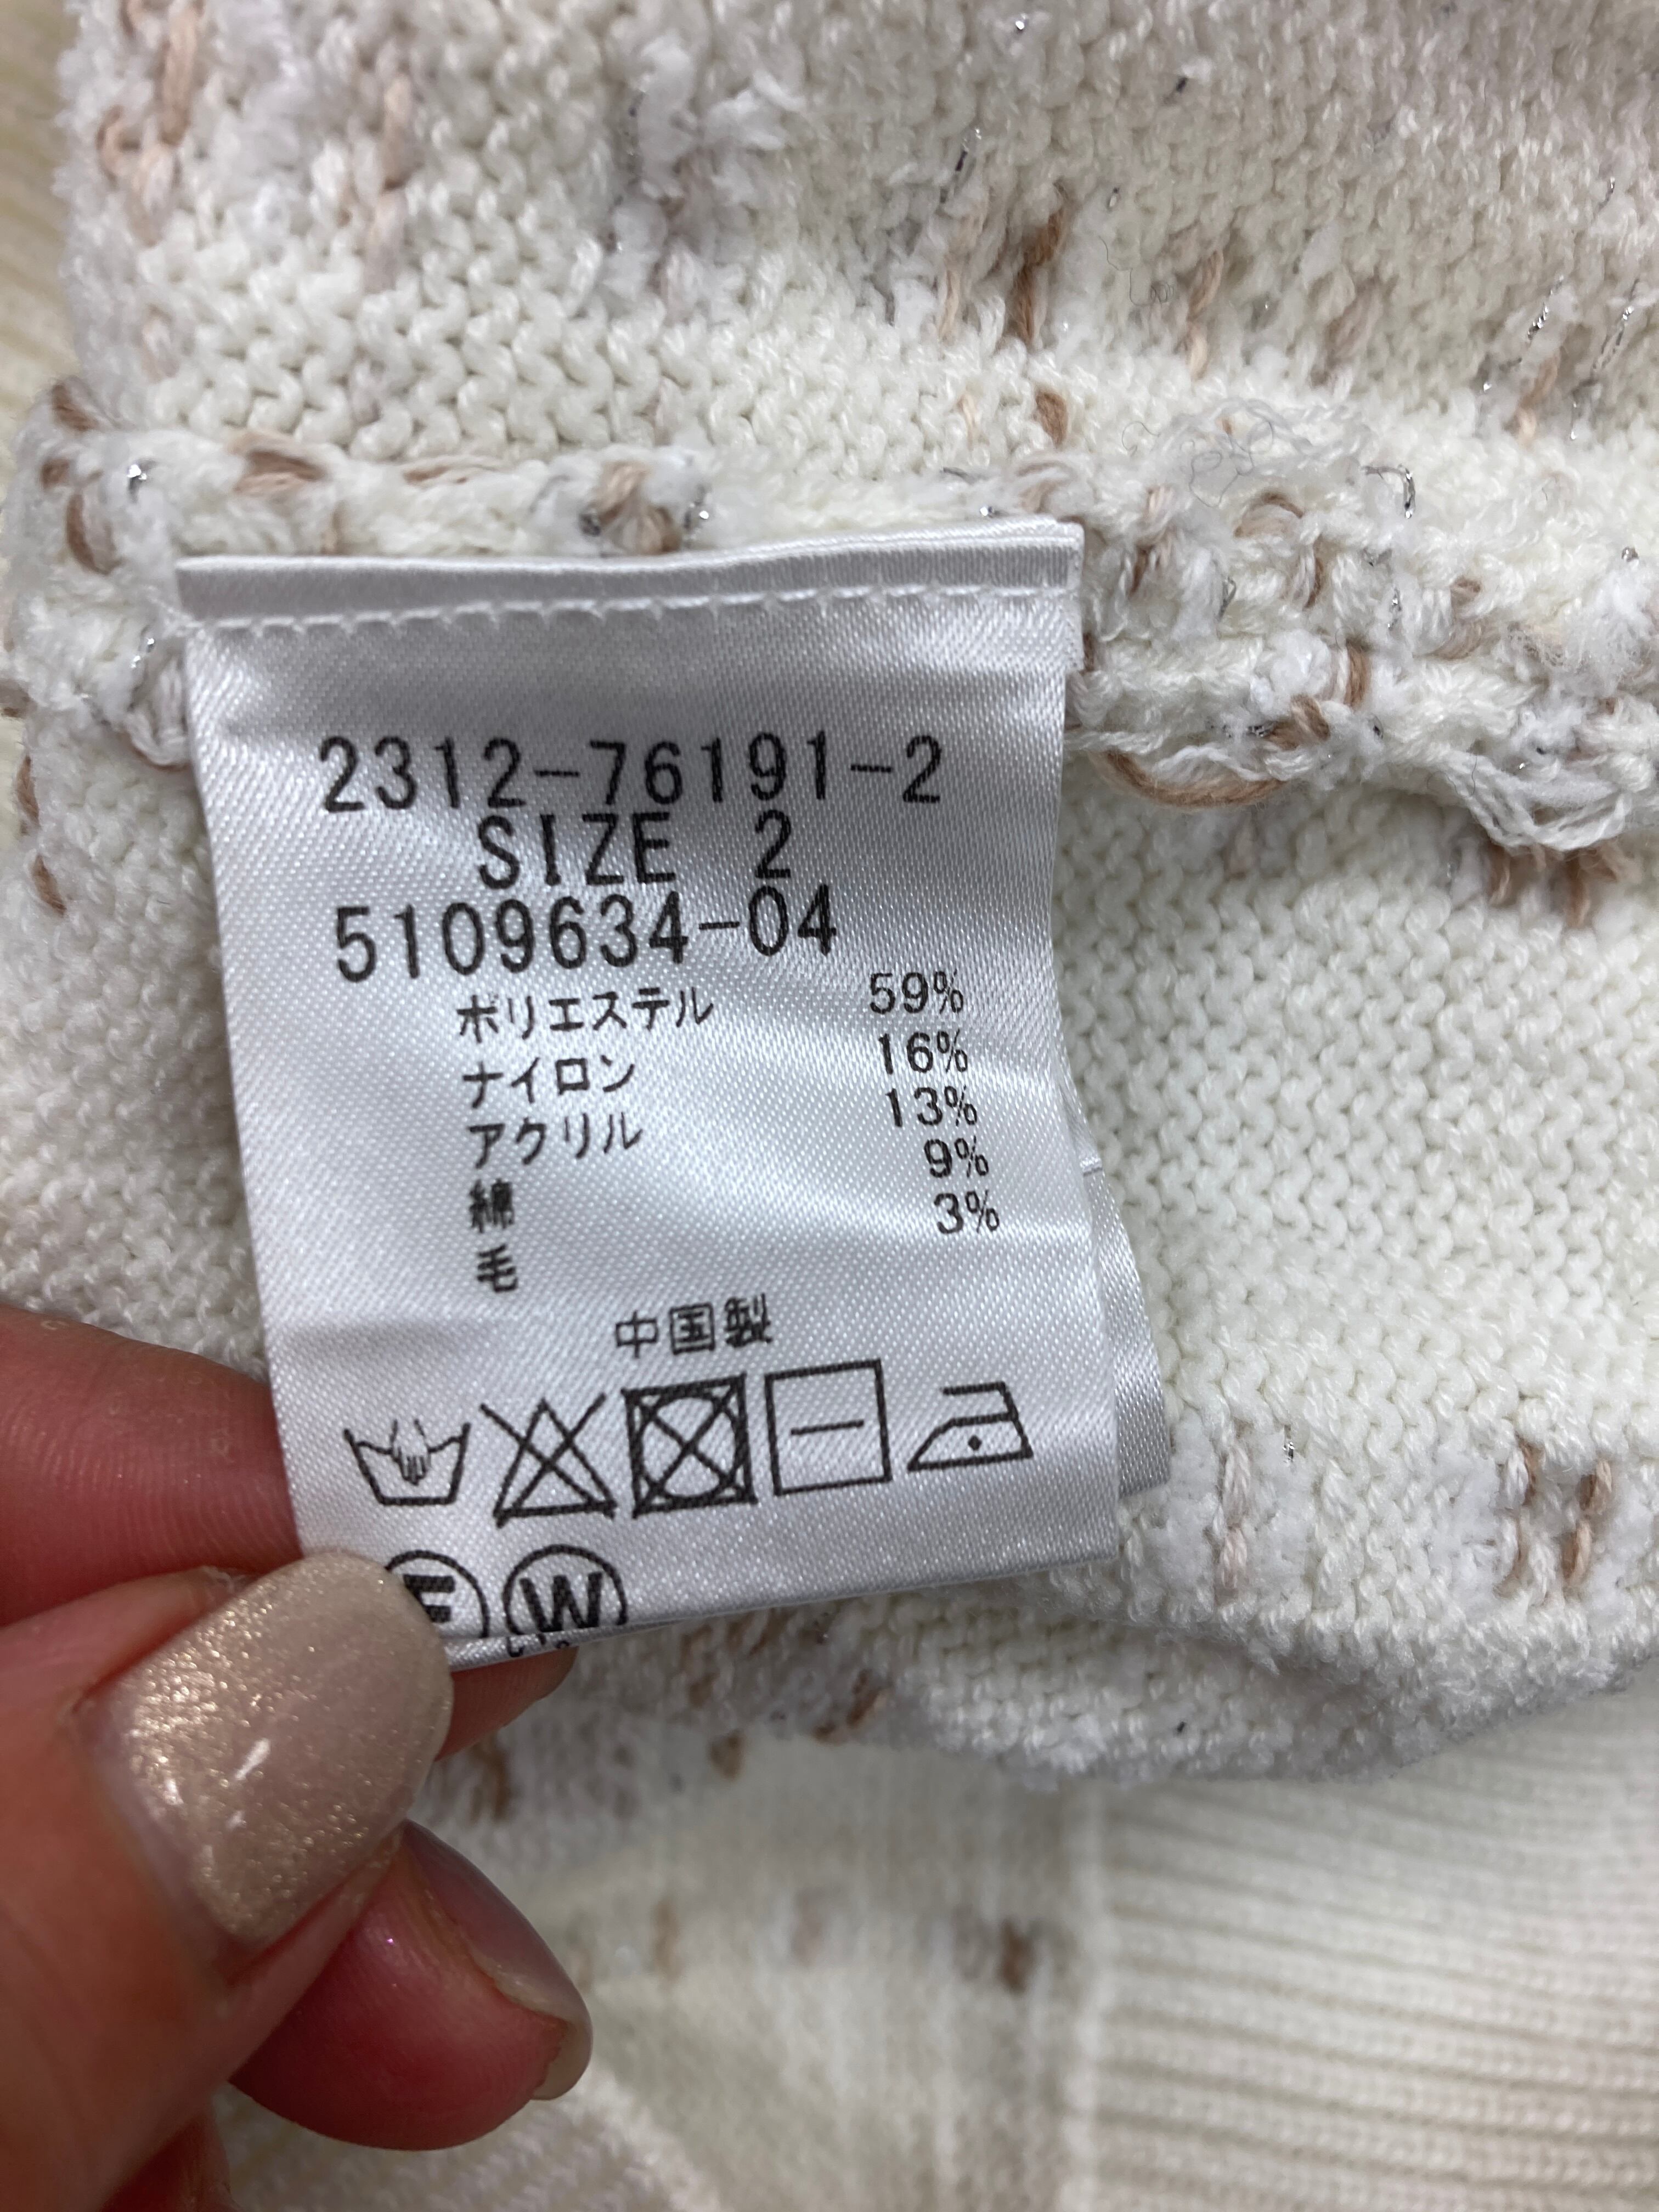 2312-76191-2
SIZE 2
5109634-04
ポリエステル 59%
ナイロン 16%
アクリル 13%
綿 9%
毛 3%
中国製
F W